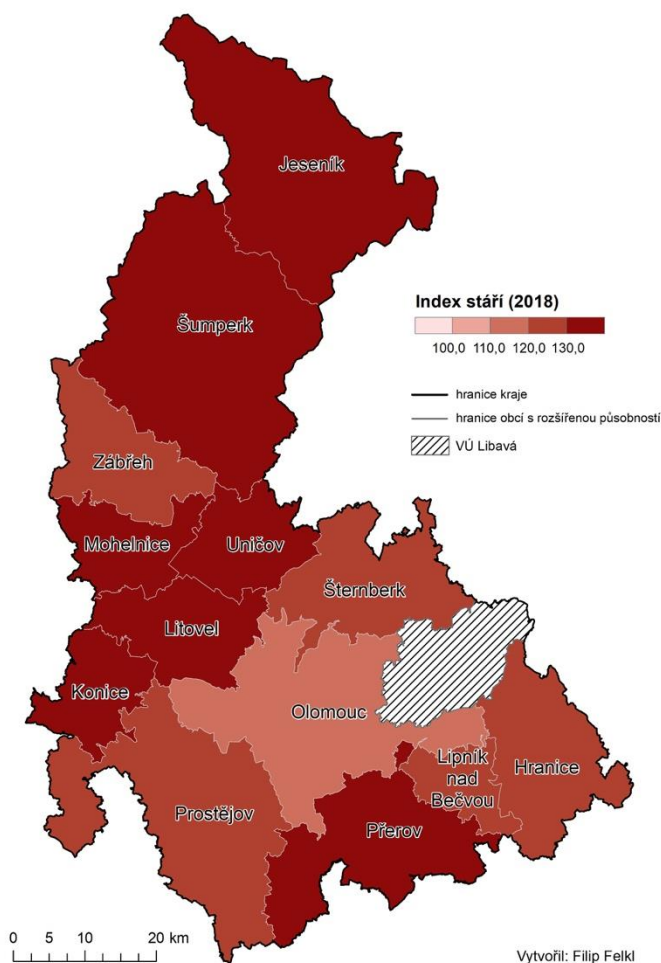 Jeseník
Šumperk
Index stáří (2018)
100,0 110,0 120,0 130,0
hranice kraje
hranice obcí s rozšířenou působností
VÚ Libavá
Zábřeh
Mohelnice
Uničov
Šternberk
Litovel
Konice
Olomouc
Lipník
nad
Bečvou
Hranice
Prostějov
Přerov
0 5 10 20 km
Vytvořil: Filip Felkl